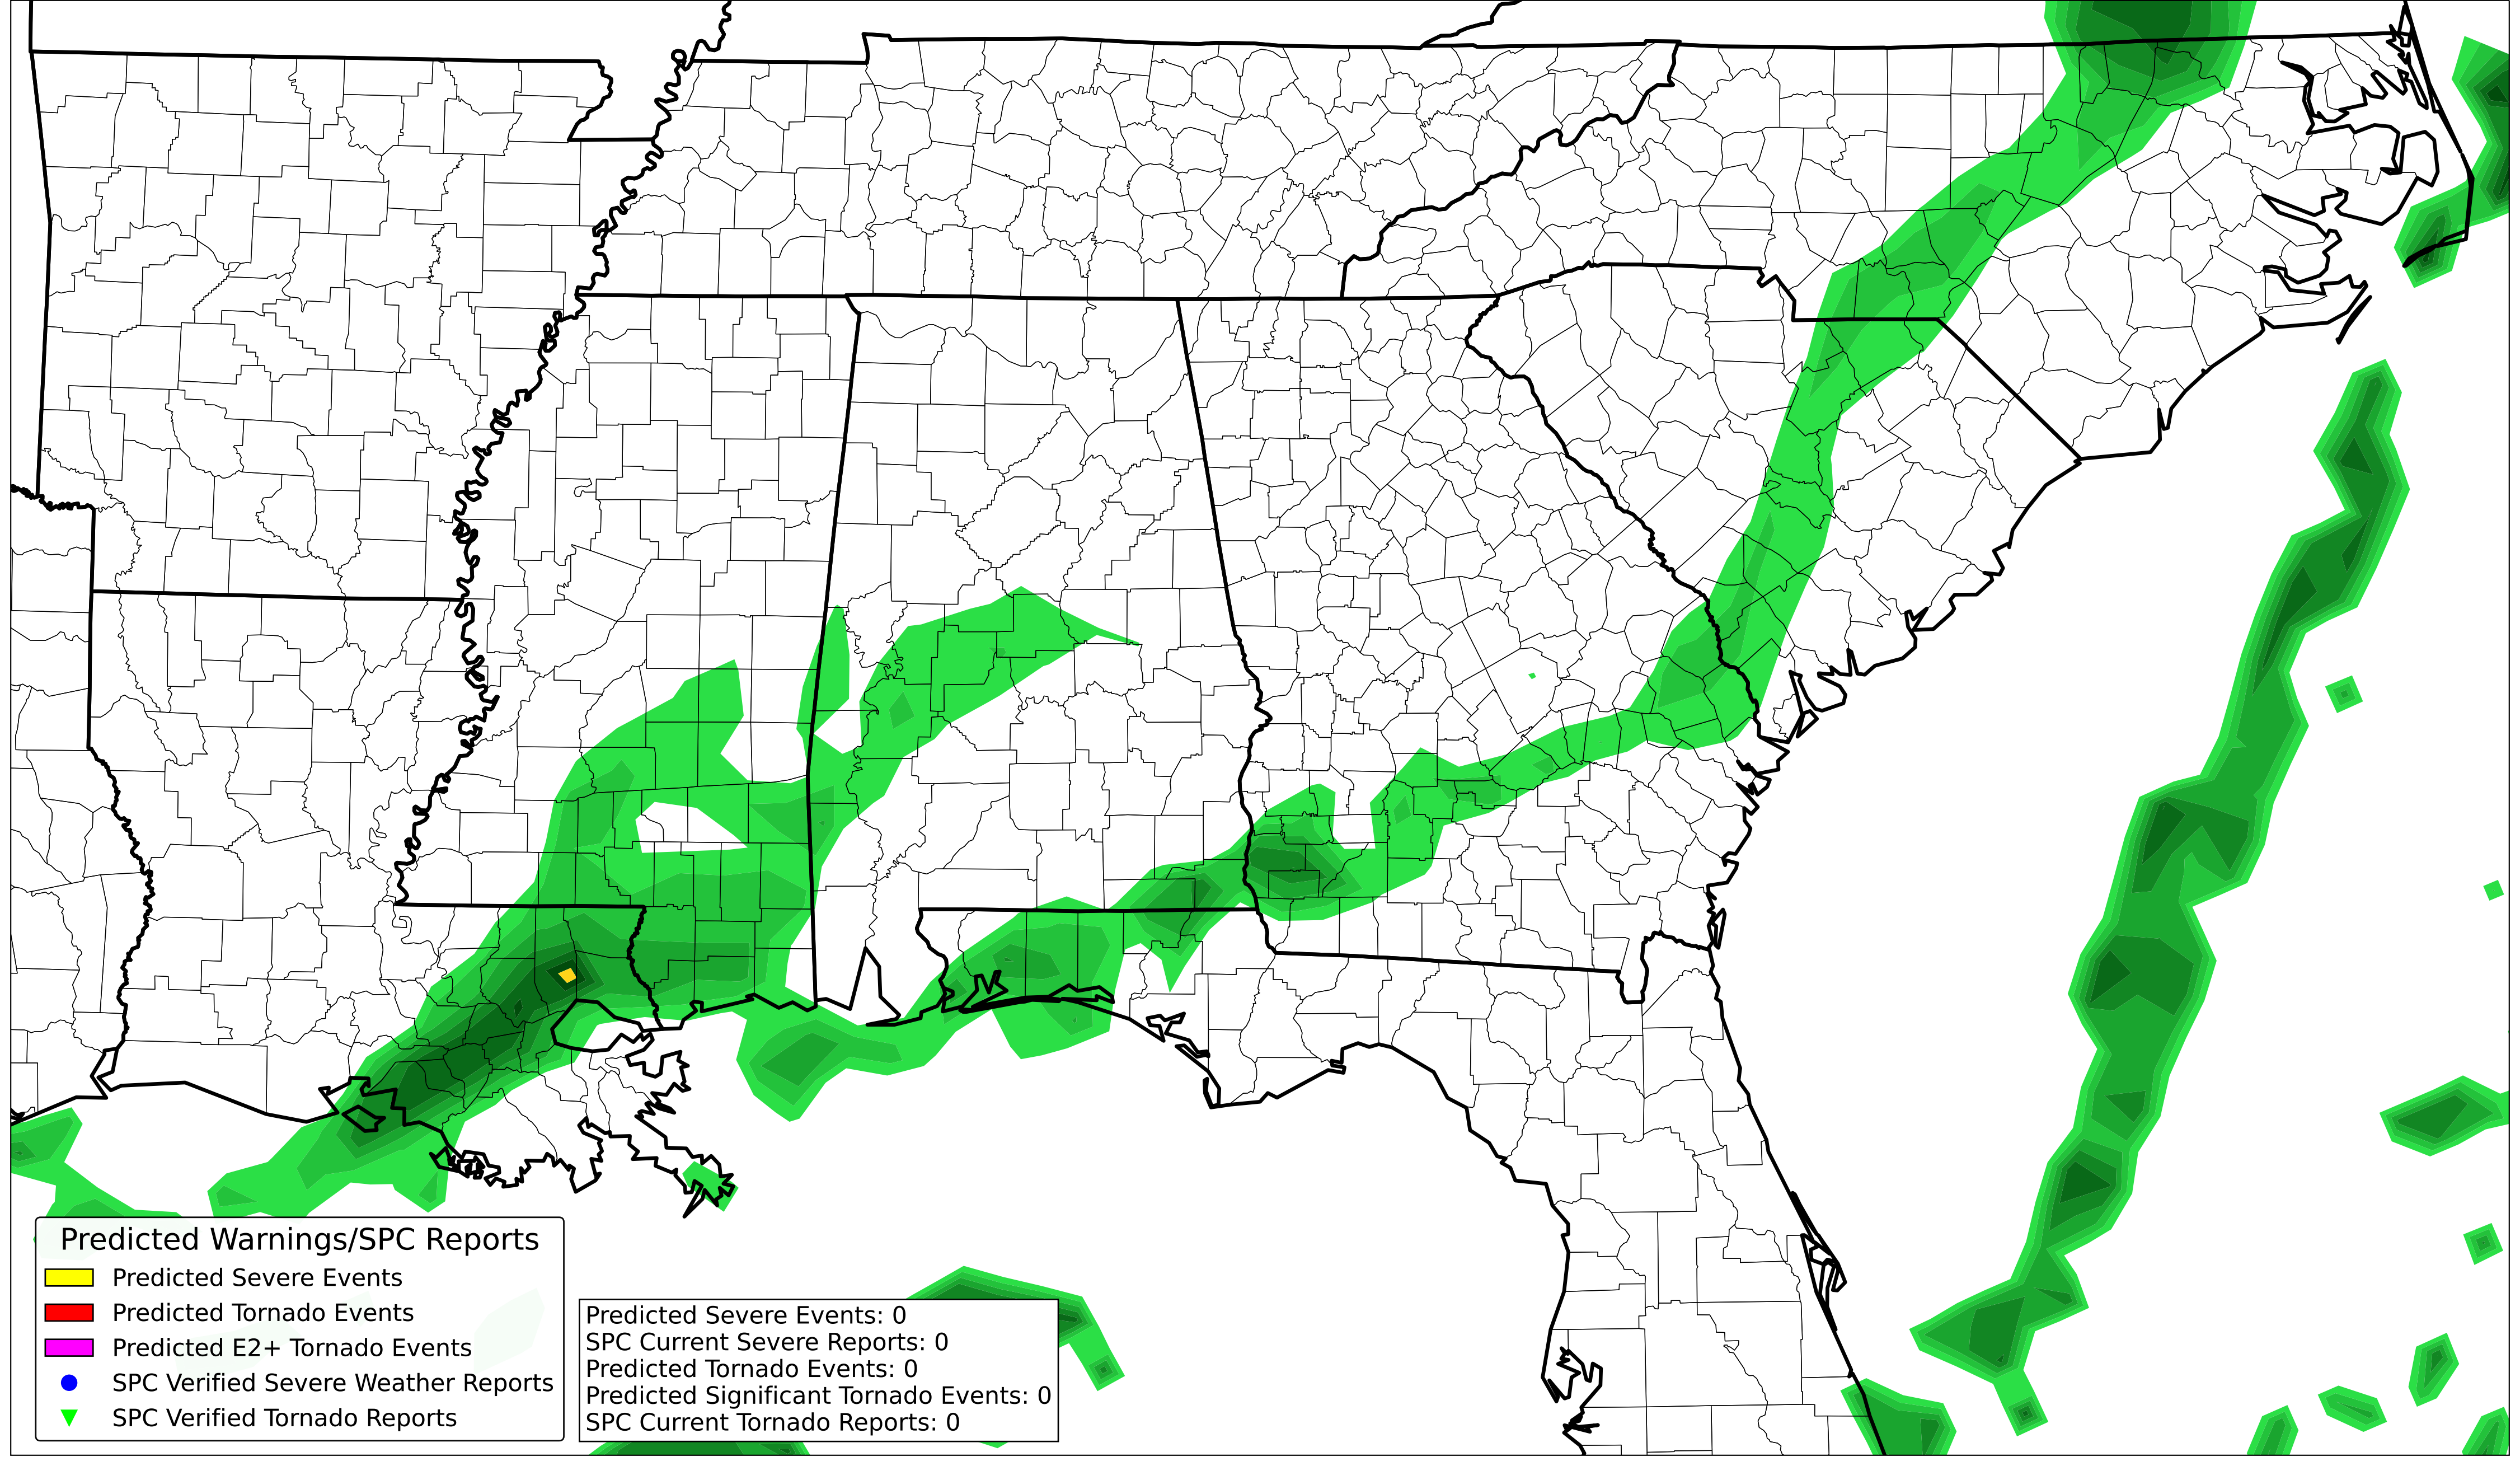 Predicted Warnings/SPC Reports
Predicted Severe Events
Predicted Tornado Events
Predicted E2+ Tornado Events
SPC Verified Severe Weather Reports
SPC Verified Tornado Reports
Predicted Severe Events: 0
SPC Current Severe Reports: 0
Predicted Tornado Events: 0
Predicted Significant Tornado Events: 0
SPC Current Tornado Reports: 0